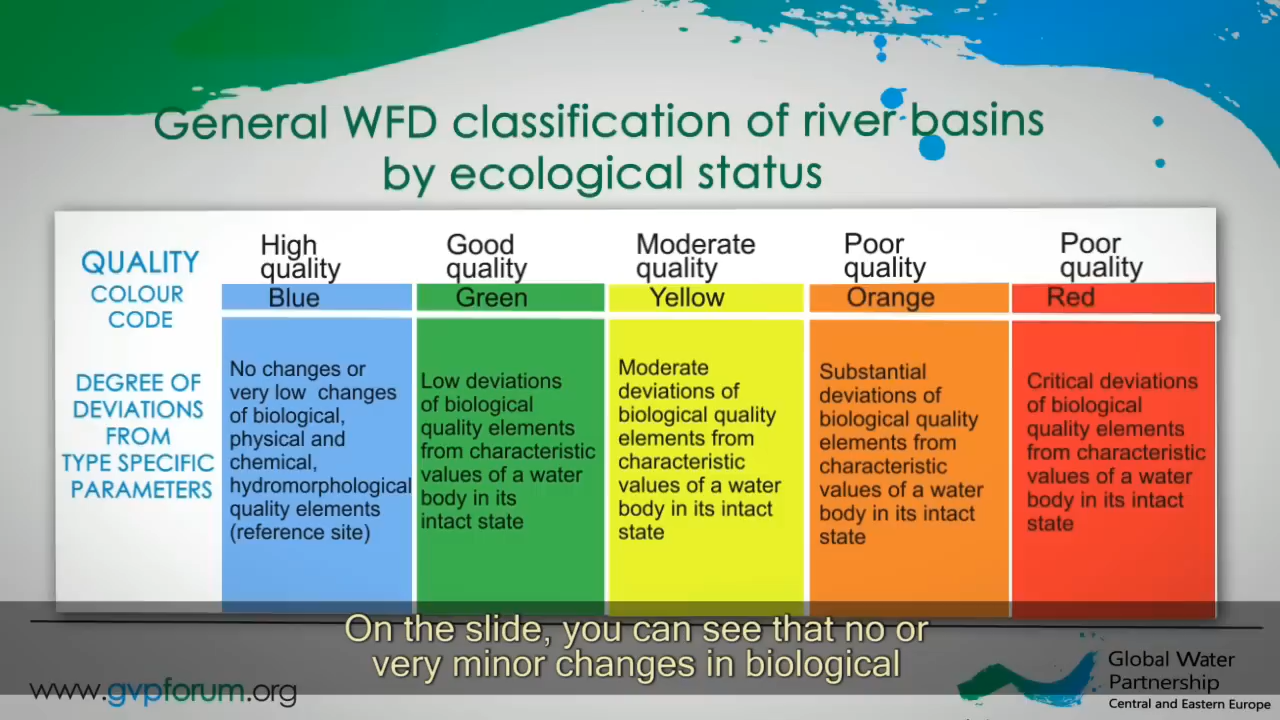 General WFD classification of river basins
by ecological status
QUALITY
COLOUR
CODE
High
quality
Blue
Good
quality
Green
Moderate
quality
Yellow
Poor
quality
Orange
Poor
quality
Red
DEGREE OF
DEVIATIONS
FROM
TYPE SPECIFIC
PARAMETERS
No changes or
very low changes
of biological,
physical and
chemical,
hydromorphological
quality elements
(reference site)
Low deviations
of biological
quality elements
from characteristic
values of a water
body in its
intact state
Moderate
deviations of
biological quality
elements from
characteristic
values of a water
body in its intact
state
Substantial
deviations of
biological quality
elements from
characteristic
values of a water
body in its intact
state
Critical deviations
of biological
quality elements
from characteristic
values of a water
body in its intact
state
On the slide, you can see that no or
very minor changes in biological
www.gvpforum.org
Global Water
Partnership
Central and Eastern Europe